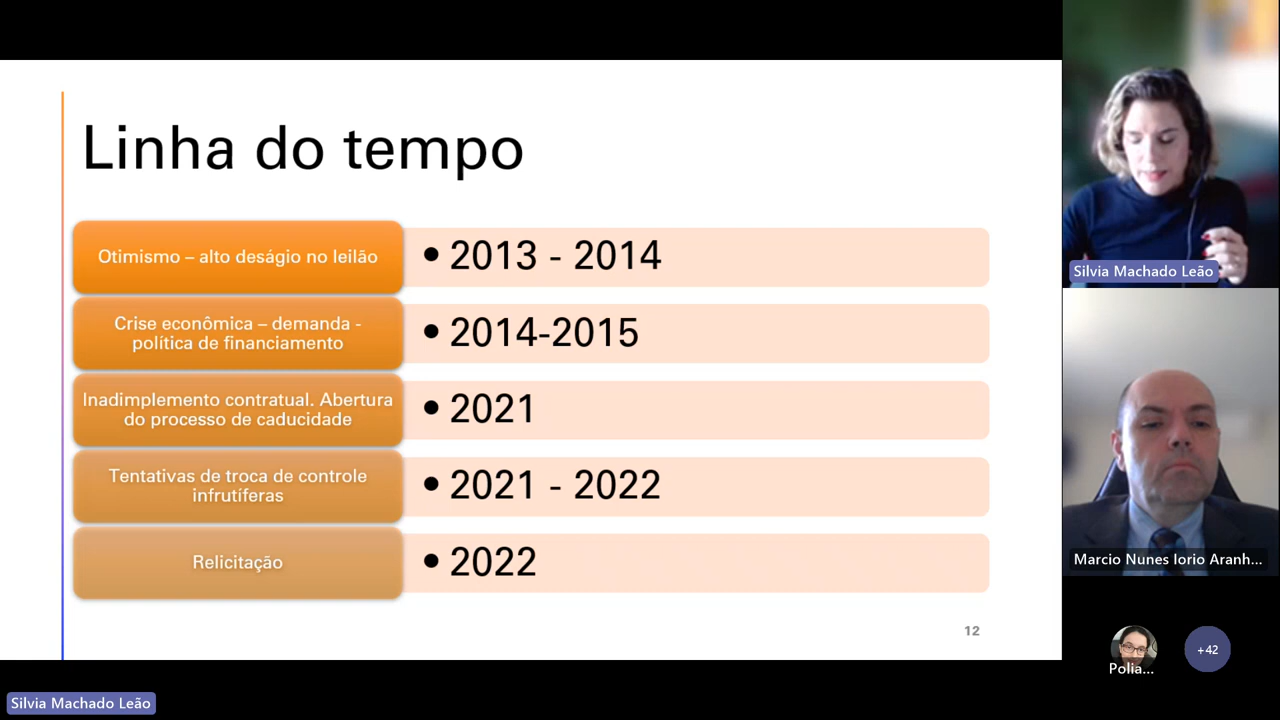 Linha do tempo
Otimismo – alto deságio no leilão
• 2013 - 2014
Crise econômica – demanda -
política de financiamento
• 2014-2015
Inadimplemento contratual. Abertura
do processo de caducidade
• 2021
Tentativas de troca de controle
infrutíferas
• 2021 - 2022
Relicitação
• 2022
12
Silvia Machado Leão
Marcio Nunes Iorio Aranh...
Polia...
+42
Silvia Machado Leão